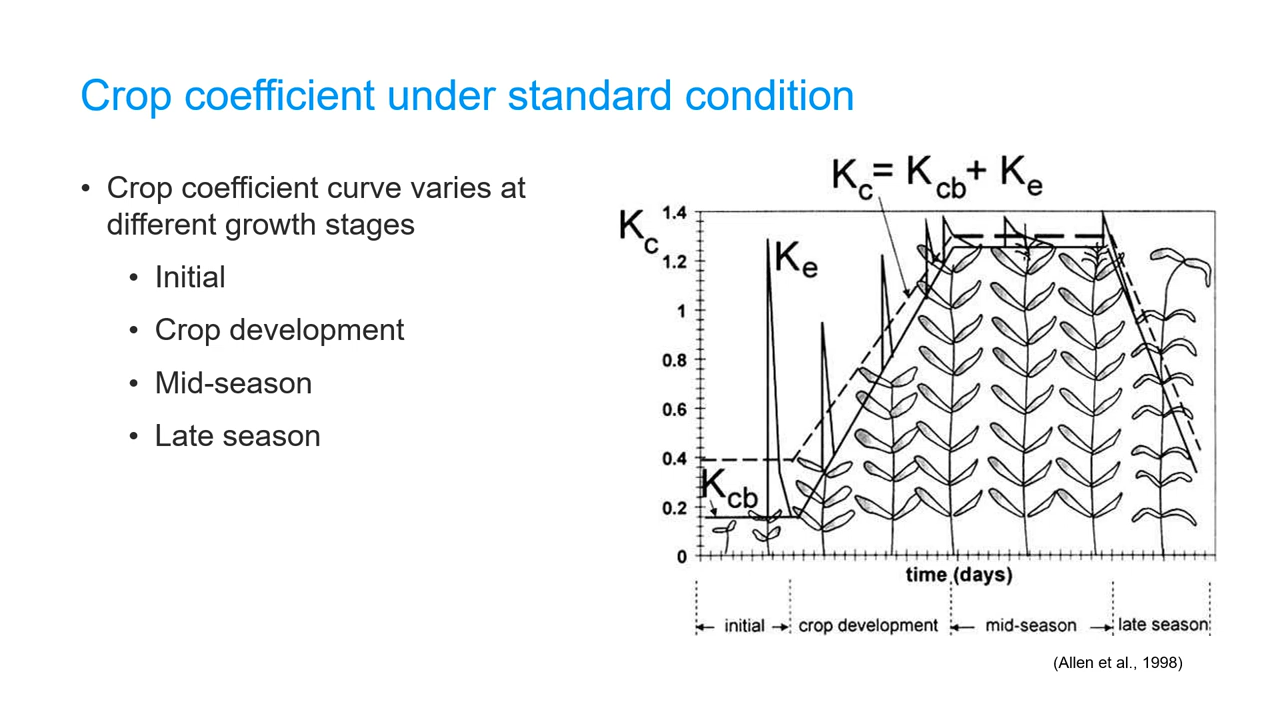 Crop coefficient under standard condition
• Crop coefficient curve varies at
different growth stages
• Initial
• Crop development
• Mid-season
• Late season
Kc= Kcb+ Ke
Kc
1.4
1.2
1
0.8
0.6
0.4
0.2
0
Ke
Kcb
time (days)
initial
crop development
mid-season
late season
(Allen et al., 1998)